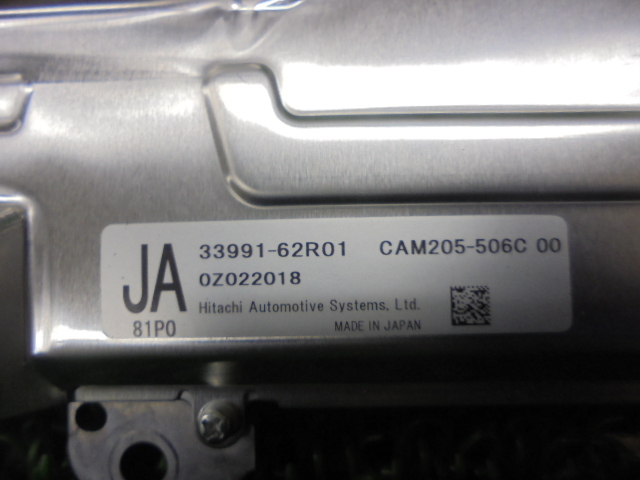 JA 33991-62R01 CAM205-506C 00
0Z022018
Hitachi Automotive Systems, Ltd.
81P0 MADE IN JAPAN